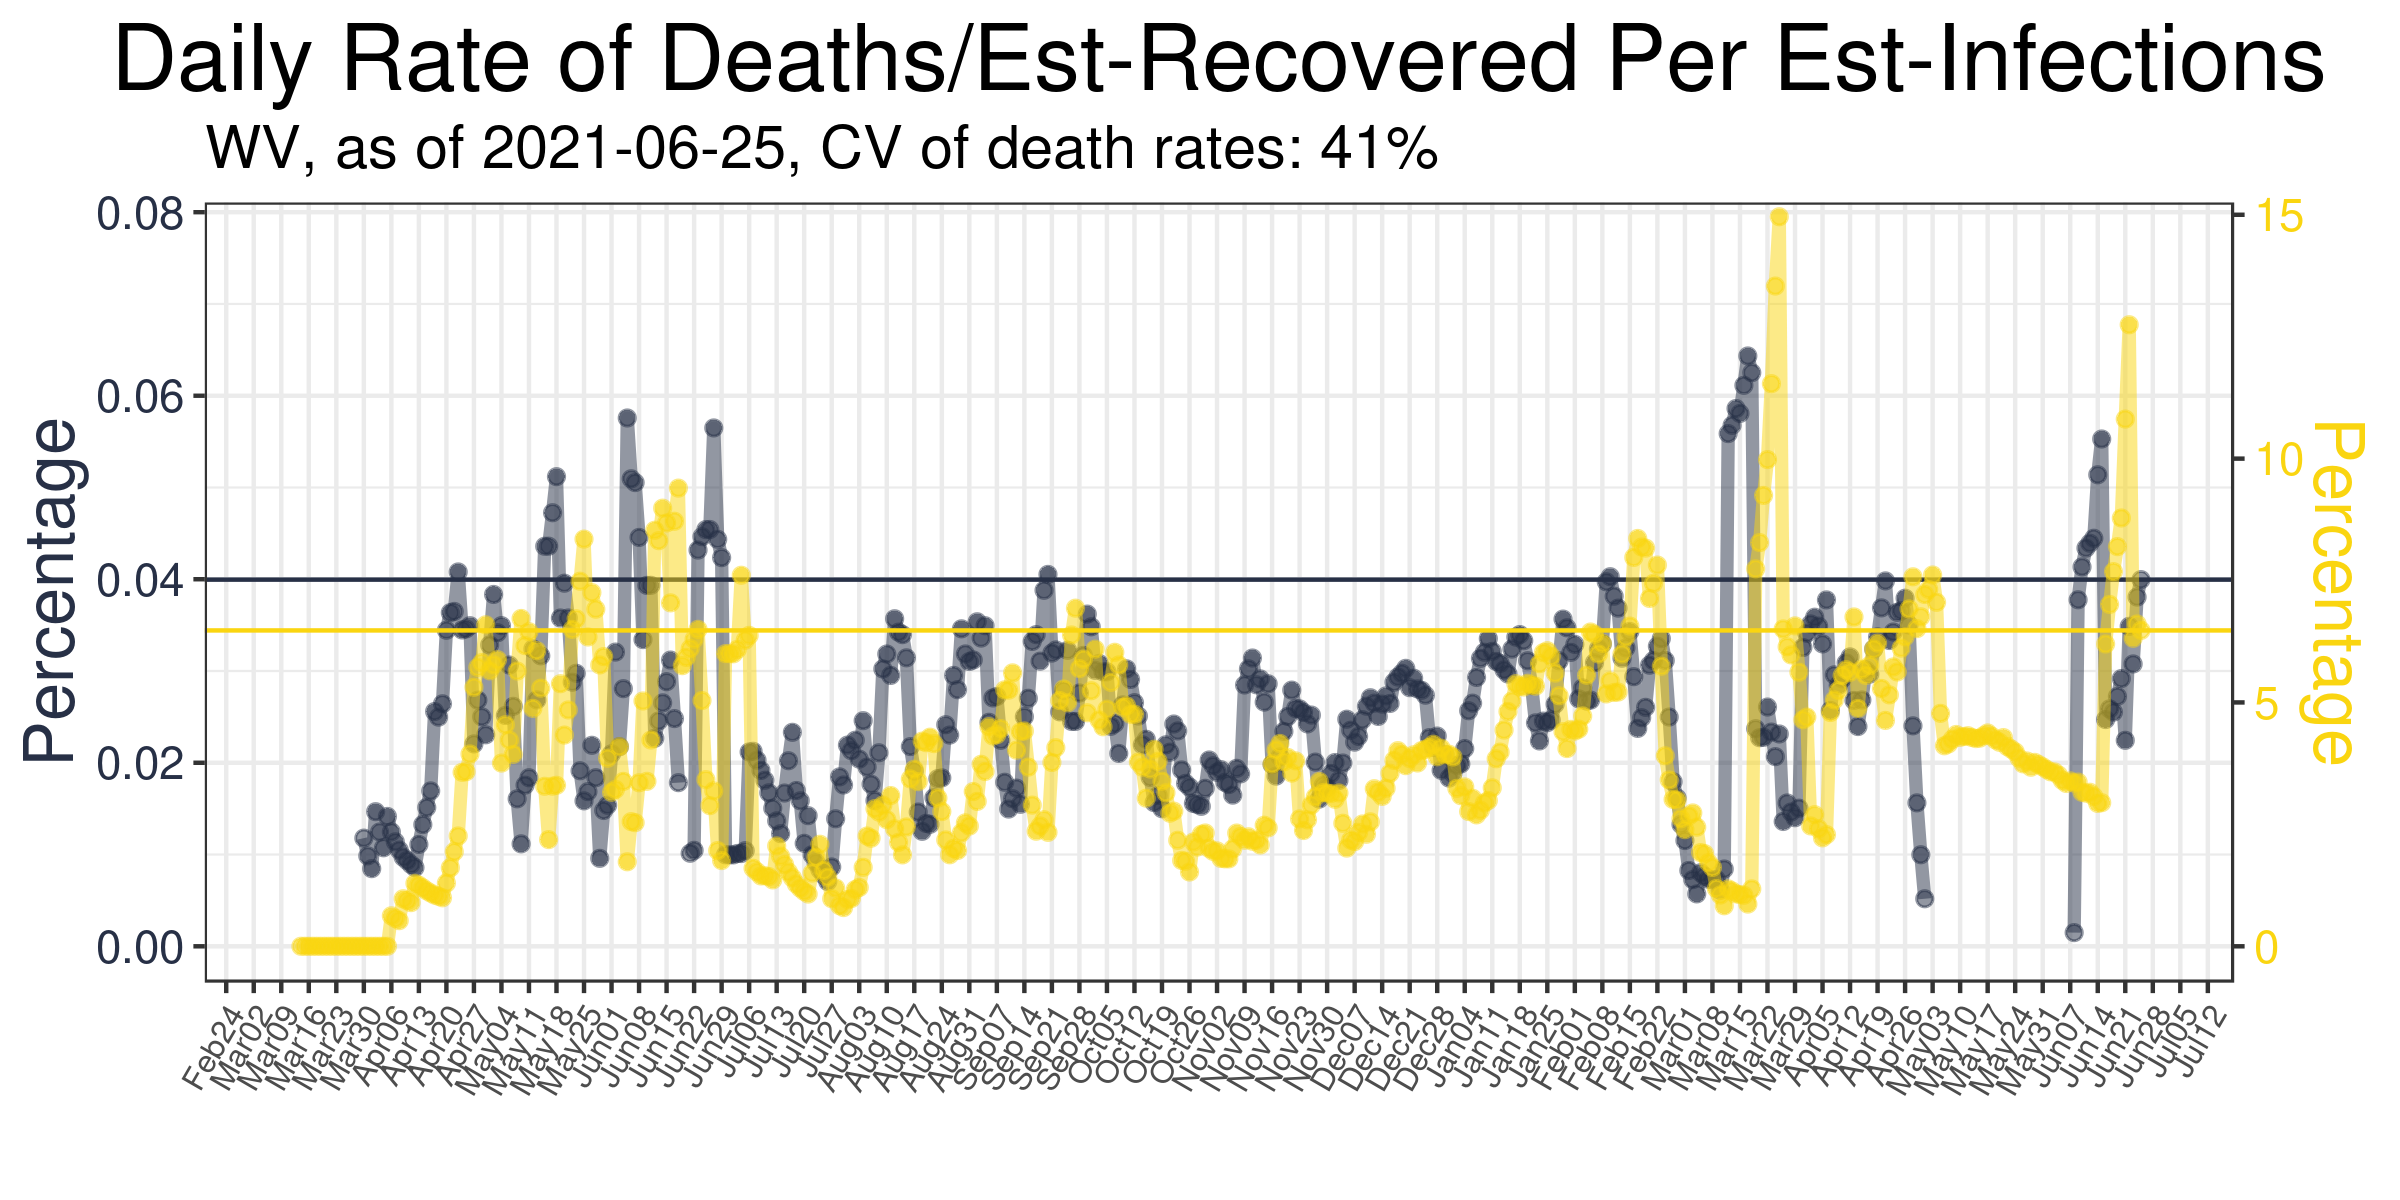 Daily Rate of Deaths/Est-Recovered Per Est-Infections
WV, as of 2021-06-25, CV of death rates: 41%
Percentage
0.08
0.06
0.04
0.02
0.00
15
10
5
0
Percentage
Feb24
Mar02
Mar09
Mar16
Mar23
Mar30
Apr06
Apr13
Apr20
Apr27
May04
May11
May18
May25
Jun01
Jun08
Jun15
Jun22
Jun29
Jul06
Jul13
Jul20
Jul27
Aug03
Aug10
Aug17
Aug24
Aug31
Sep07
Sep14
Sep21
Sep28
Oct05
Oct12
Oct19
Oct26
Nov02
Nov09
Nov16
Nov23
Nov30
Dec07
Dec14
Dec21
Dec28
Jan04
Jan11
Jan18
Jan25
Feb01
Feb08
Feb15
Feb22
Mar01
Mar08
Mar15
Mar22
Mar29
Apr05
Apr12
Apr19
Apr26
May03
May10
May17
May24
May31
Jun07
Jun14
Jun21
Jun28
Jul05
Jul12